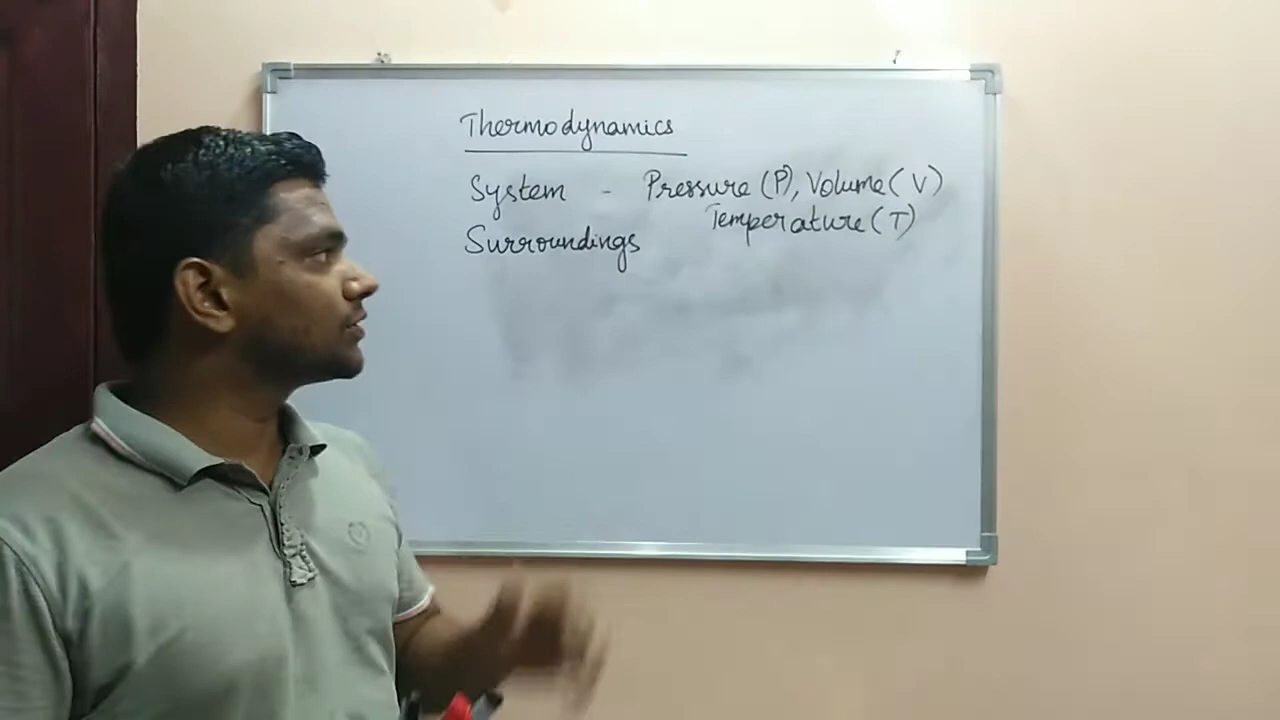 Thermodynamics
System - Pressure (P), Volume (V)
Temperature (T)
Surroundings